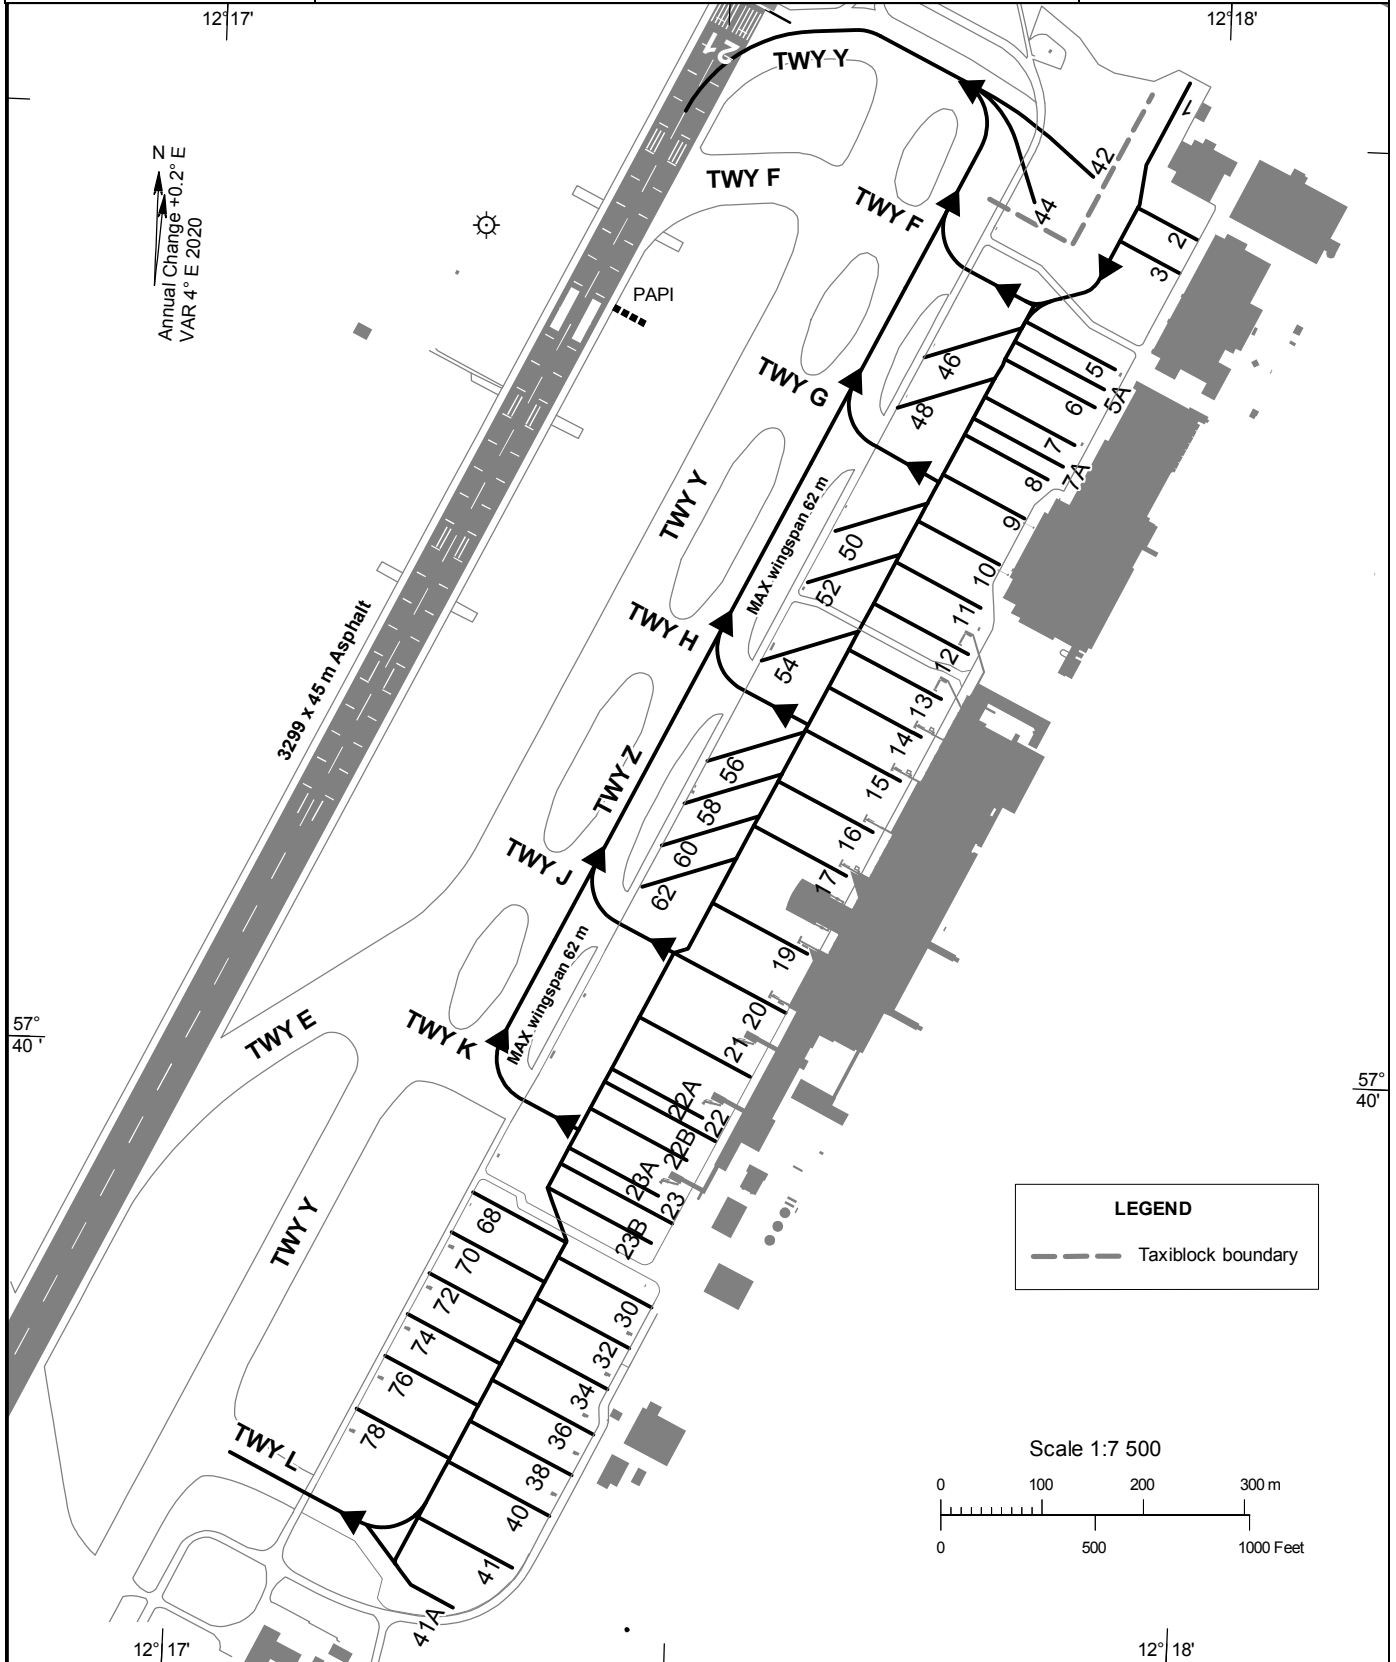 12° 17'
12° 18'
21
TWY Y
1
42
N
Annual Change +0.2° E
VAR 4° E 2020
TWY F
TWY F
44
2
3
PAPI
46
5
5A
TWY G
48
6
7
7A
8
TWY Y
MAX wingspan 62 m
50
9
52
10
3299 x 45 m Asphalt
TWY H
11
54
12
13
14
TWY Z
56
15
58
16
TWY J
60
17
62
MAX wingspan 62 m
19
57°
40'
TWY E
TWY K
20
21
57°
40'
22A
22
22B
23A
23
23B
TWY Y
68
70
72
30
74
32
76
34
78
36
38
40
TWY L
41
41A
LEGEND
Taxiblock boundary
Scale 1:7 500
0 100 200 300 m
0 500 1000 Feet
12° 17'
12° 18'